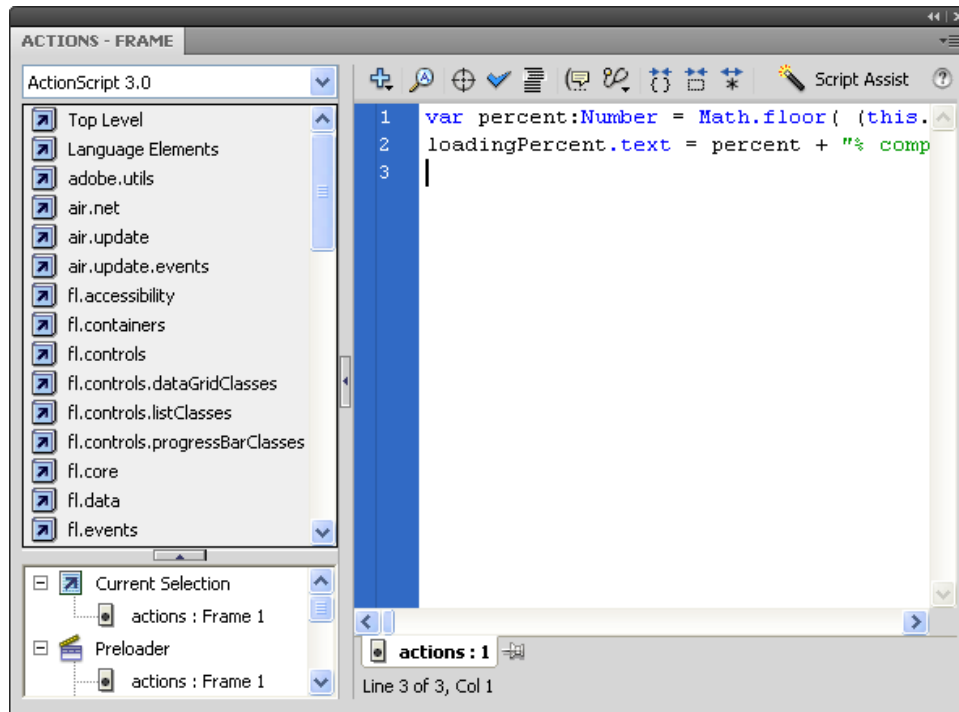 ACTIONS - FRAME
ActionScript 3.0
Script Assist
Top Level
Language Elements
adobe.utils
air.net
air.update
air.update.events
fl.accessibility
fl.containers
fl.controls
fl.controls.dataGridClasses
fl.controls.listClasses
fl.controls.progressBarClasses
fl.core
fl.data
fl.events
Current Selection
actions : Frame 1
Preloader
actions : Frame 1
1 var percent:Number = Math.floor( (this.
2 loadingPercent.text = percent + "% comp
3
actions : 1
Line 3 of 3, Col 1